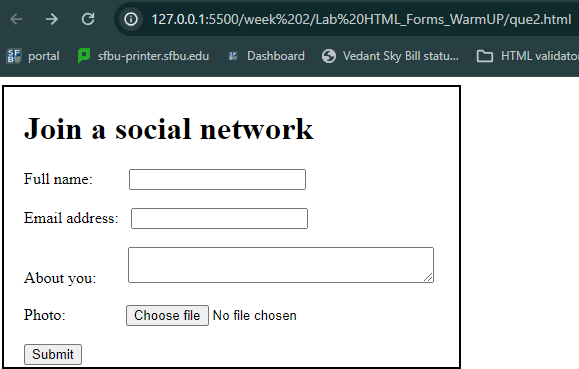 127.0.0.1:5500/week%202/Lab%20HTML_Forms_WarmUP/que2.html
SF BU portal sfbu-printer.sfbu.edu Dashboard Vedant Sky Bill statu... HTML validator
Join a social network
Full name:
Email address:
About you:
Photo: Choose file No file chosen
Submit